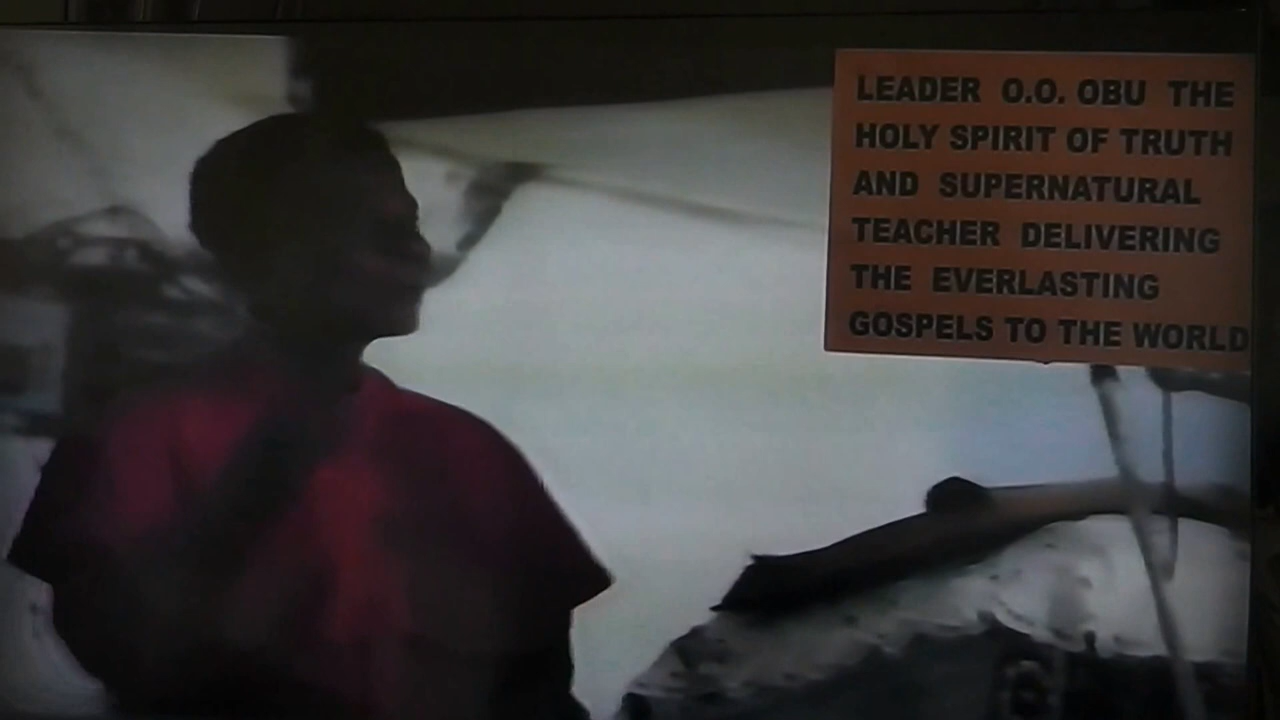 LEADER O.O. OBU THE
HOLY SPIRIT OF TRUTH
AND SUPERNATURAL
TEACHER DELIVERING
THE EVERLASTING
GOSPELS TO THE WORLD